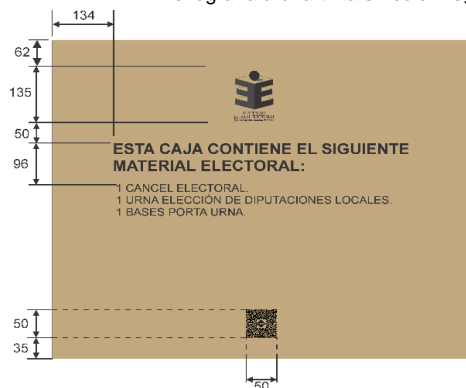 134
62
135
50
96
ESTA CAJA CONTIENE EL SIGUIENTE
MATERIAL ELECTORAL:
1 CANCEL ELECTORAL.
1 URNA ELECCIÓN DE DIPUTACIONES LOCALES.
1 BASES PORTA URNA.
50
35
50